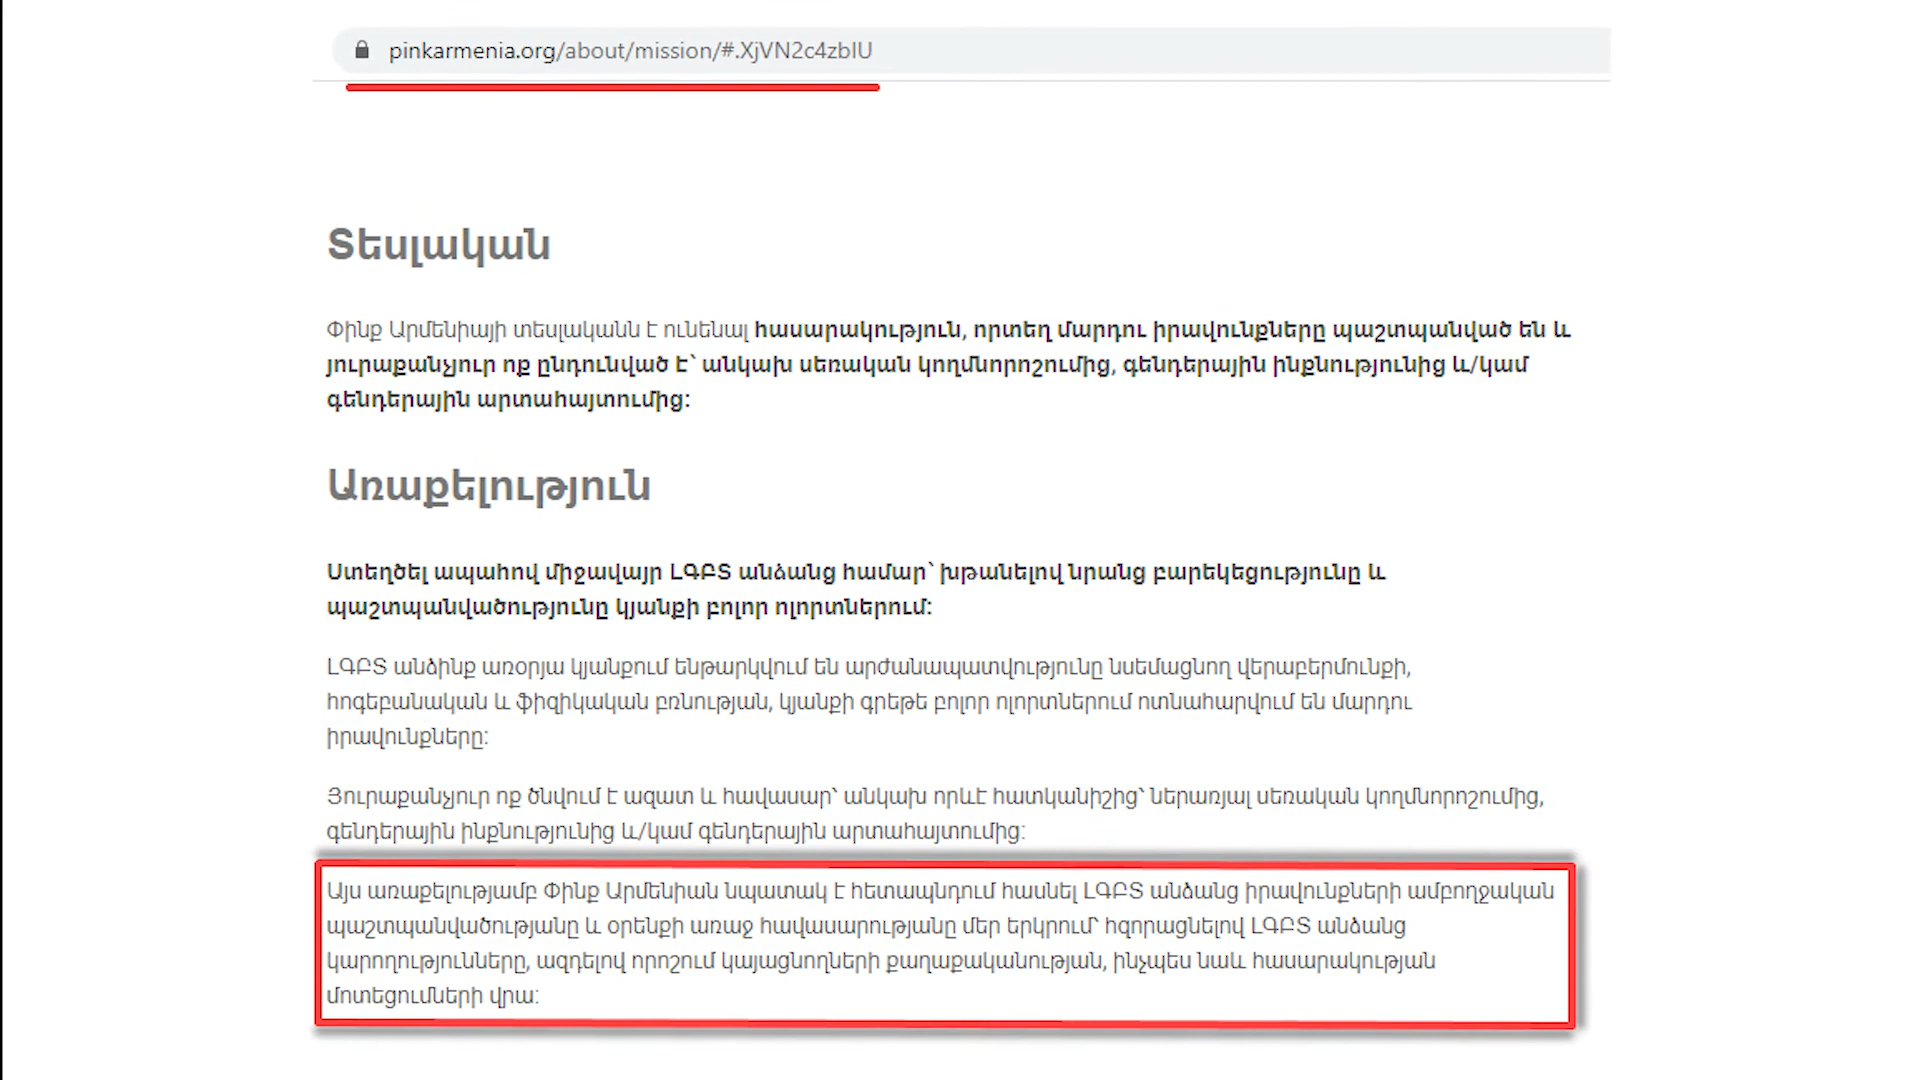 pinkarmenia.org/about/mission/#.XjVN2c4zbIU
Տեսլական
Փինք Արմենիայի տեսլականն է ունենալ հասարակություն, որտեղ մարդու իրավունքները պաշտպանված են և
յուրաքանչյուր ոք ընդունված է՝ անկախ սեռական կողմնորոշումից, գենդերային ինքնությունից և/կամ
գենդերային արտահայտումից:
Առաքելություն
Ստեղծել ապահով միջավայր ԼԳԲՏ անձանց համար՝ խթանելով նրանց բարեկեցությունը և
պաշտպանվածությունը կյանքի բոլոր ոլորտներում:
ԼԳԲՏ անձինք առօրյա կյանքում ենթարկվում են արժանապատվությունը նսեմացնող վերաբերմունքի,
հոգեբանական և ֆիզիկական բռնության, կյանքի գրեթե բոլոր ոլորտներում ոտնահարվում են մարդու
իրավունքները:
Յուրաքանչյուր ոք ծնվում է ազատ և հավասար՝ անկախ որևէ հատկանիշից՝ ներառյալ սեռական կողմնորոշումից,
գենդերային ինքնությունից և/կամ գենդերային արտահայտումից:
Այս առաքելությամբ Փինք Արմենիան նպատակ է հետապնդում հասնել ԼԳԲՏ անձանց իրավունքների ամբողջական
պաշտպանվածությանը և օրենքի առաջ հավասարությանը մեր երկրում՝ հզորացնելով ԼԳԲՏ անձանց
կարողությունները, ազդելով որոշում կայացնողների քաղաքականության, ինչպես նաև հասարակության
մոտեցումների վրա: